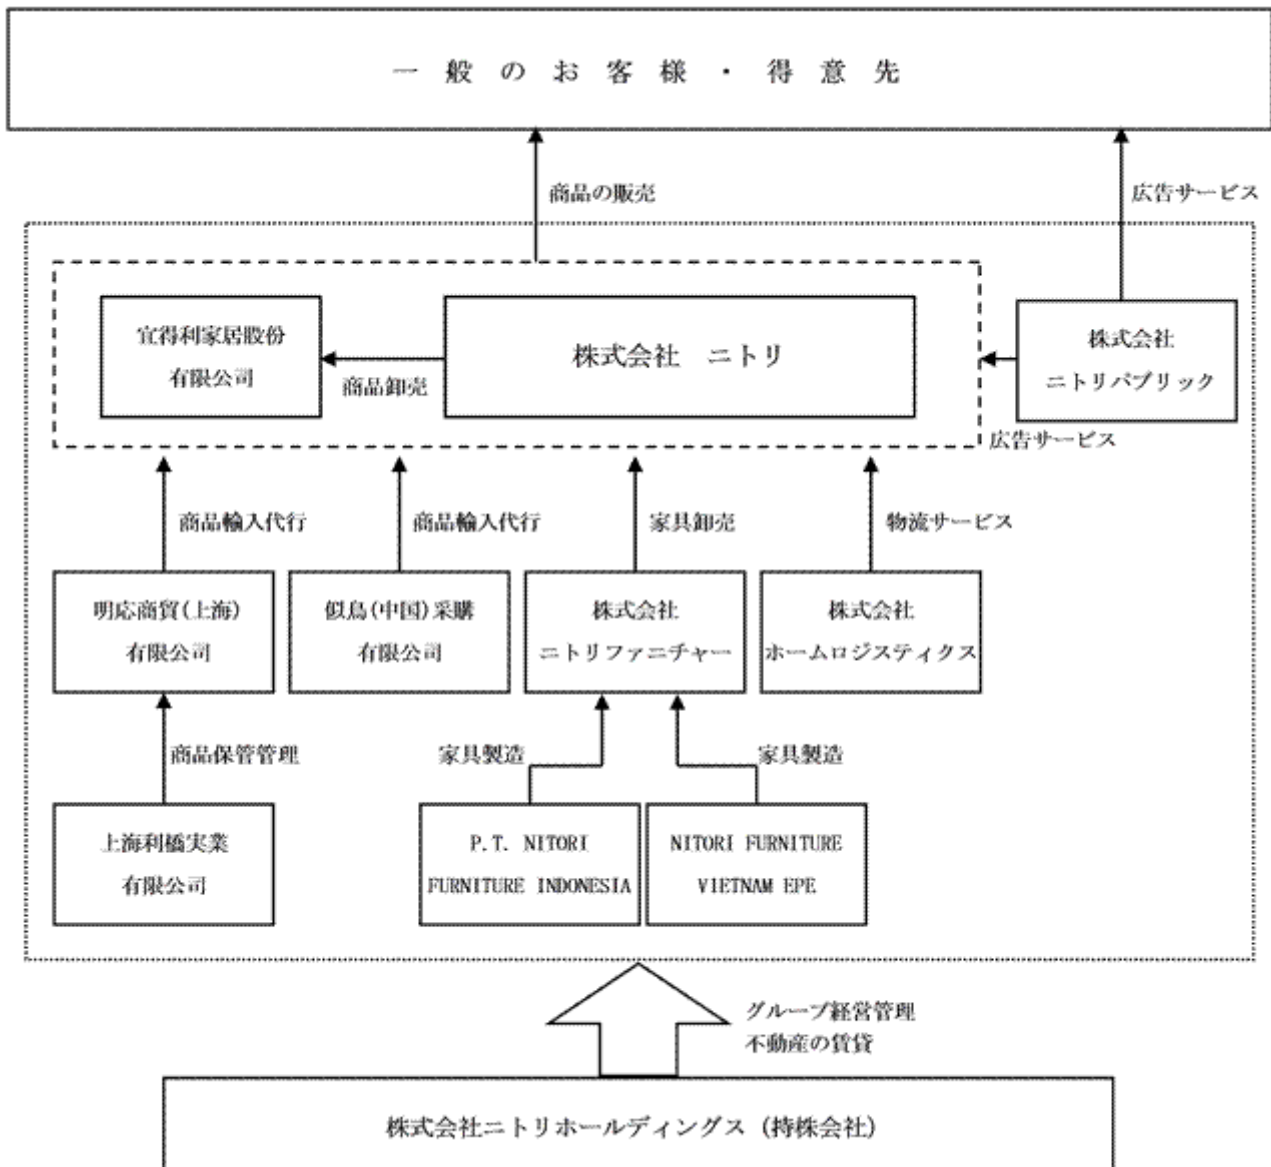 一般のお客様・得意先
商品の販売
広告サービス
宜得利家居股份
有限公司
商品卸売
株式会社　ニトリ
株式会社
ニトリパブリック
広告サービス
商品輸入代行
商品輸入代行
家具卸売
物流サービス
明応商貿(上海)
有限公司
似鳥(中国)采購
有限公司
株式会社
ニトリファニチャー
株式会社
ホームロジスティクス
商品保管管理
家具製造
家具製造
上海利橋実業
有限公司
P.T. NITORI
FURNITURE INDONESIA
NITORI FURNITURE
VIETNAM EPE
グループ経営管理
不動産の賃貸
株式会社ニトリホールディングス（持株会社）